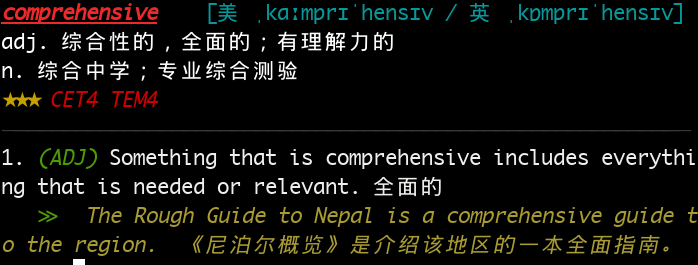 comprehensive [美 ˌkɑːmprɪˈhensɪv / 英 ˌkɒmprɪˈhensɪv]
adj. 综合性的，全面的；有理解力的
n. 综合中学；专业综合测验
★★★ CET4 TEM4
1. (ADJ) Something that is comprehensive includes everythi
ng that is needed or relevant. 全面的
≫ The Rough Guide to Nepal is a comprehensive guide t
o the region. 《尼泊尔概览》是介绍该地区的一本全面指南。